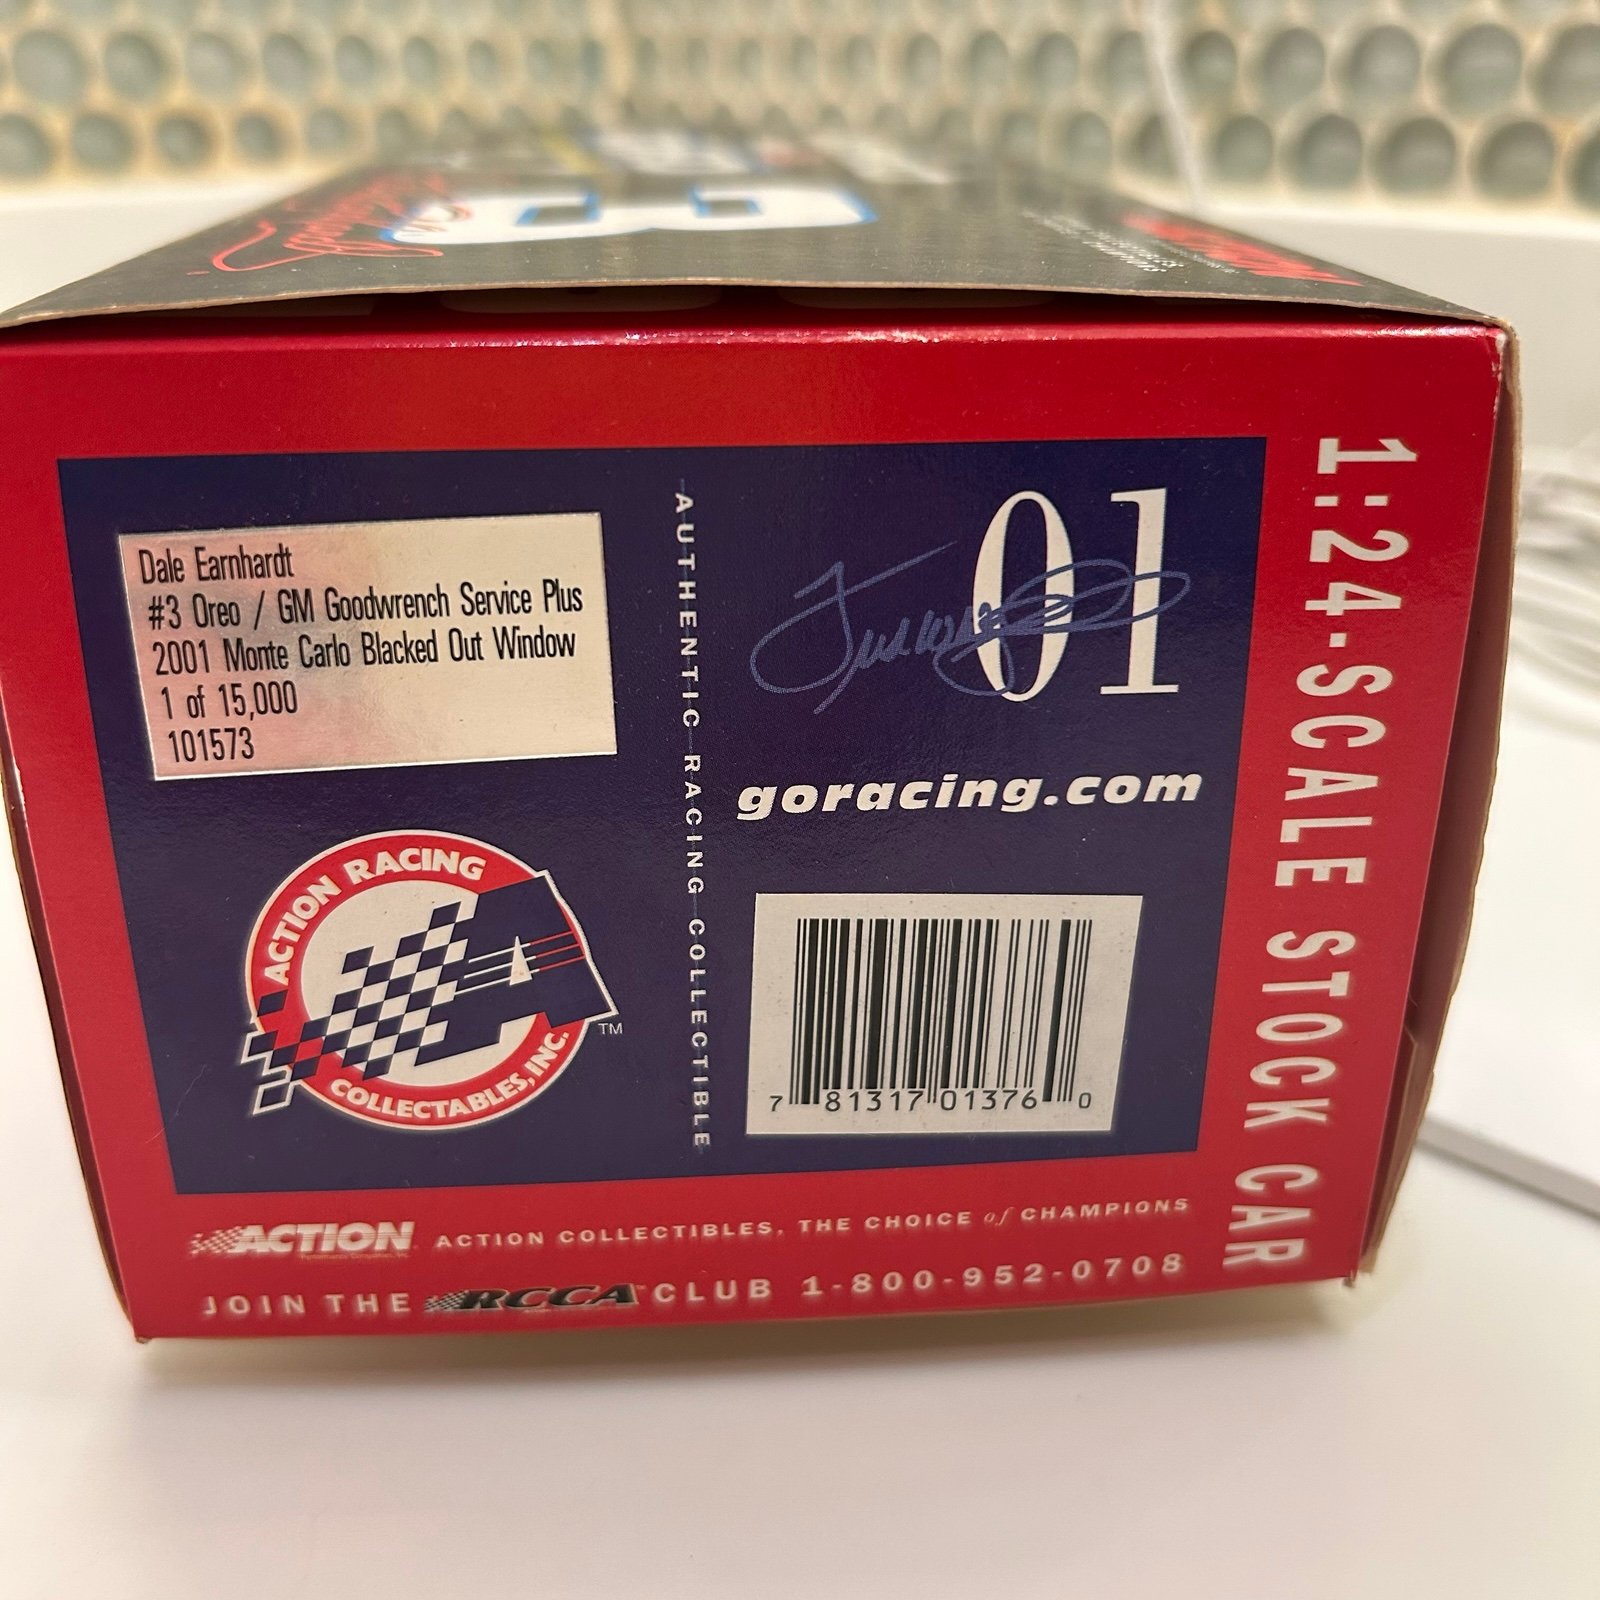 3
Dale Earnhardt
#3 Oreo / GM Goodwrench Service Plus
2001 Monte Carlo Blacked Out Window
1 of 15,000
101573
AUTHENTIC RACING COLLECTIBLE
01
goracing.com
ACTION RACING
COLLECTABLES, INC.
TM
7 81317 01376 0
1:24-SCALE STOCK CAR
ACTION
ACTION COLLECTIBLES, THE CHOICE of CHAMPIONS
JOIN THE RCCA CLUB 1-800-952-0708